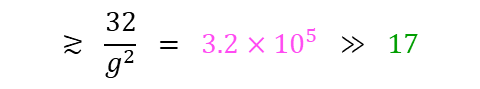 ≷ 32/g² = 3.2 × 10⁵ ≫ 17